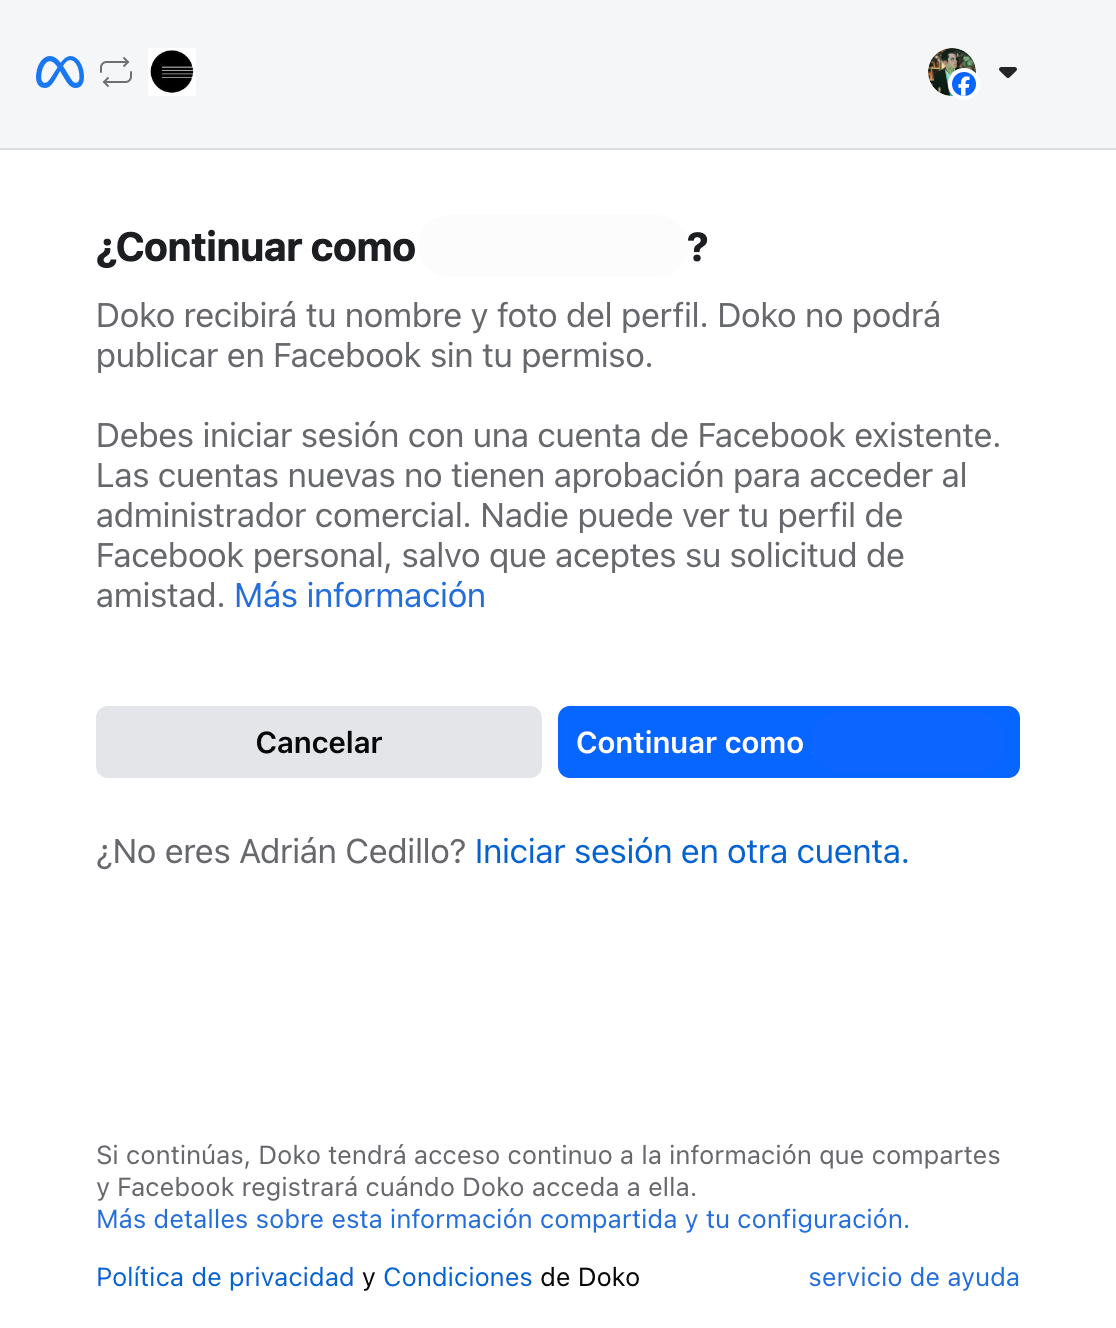 ¿Continuar como ?
Doko recibirá tu nombre y foto del perfil. Doko no podrá
publicar en Facebook sin tu permiso.
Debes iniciar sesión con una cuenta de Facebook existente.
Las cuentas nuevas no tienen aprobación para acceder al
administrador comercial. Nadie puede ver tu perfil de
Facebook personal, salvo que aceptes su solicitud de
amistad. Más información
Cancelar
Continuar como
¿No eres Adrián Cedillo? Iniciar sesión en otra cuenta.
Si continúas, Doko tendrá acceso continuo a la información que compartes
y Facebook registrará cuándo Doko acceda a ella.
Más detalles sobre esta información compartida y tu configuración.
Política de privacidad y Condiciones de Doko servicio de ayuda